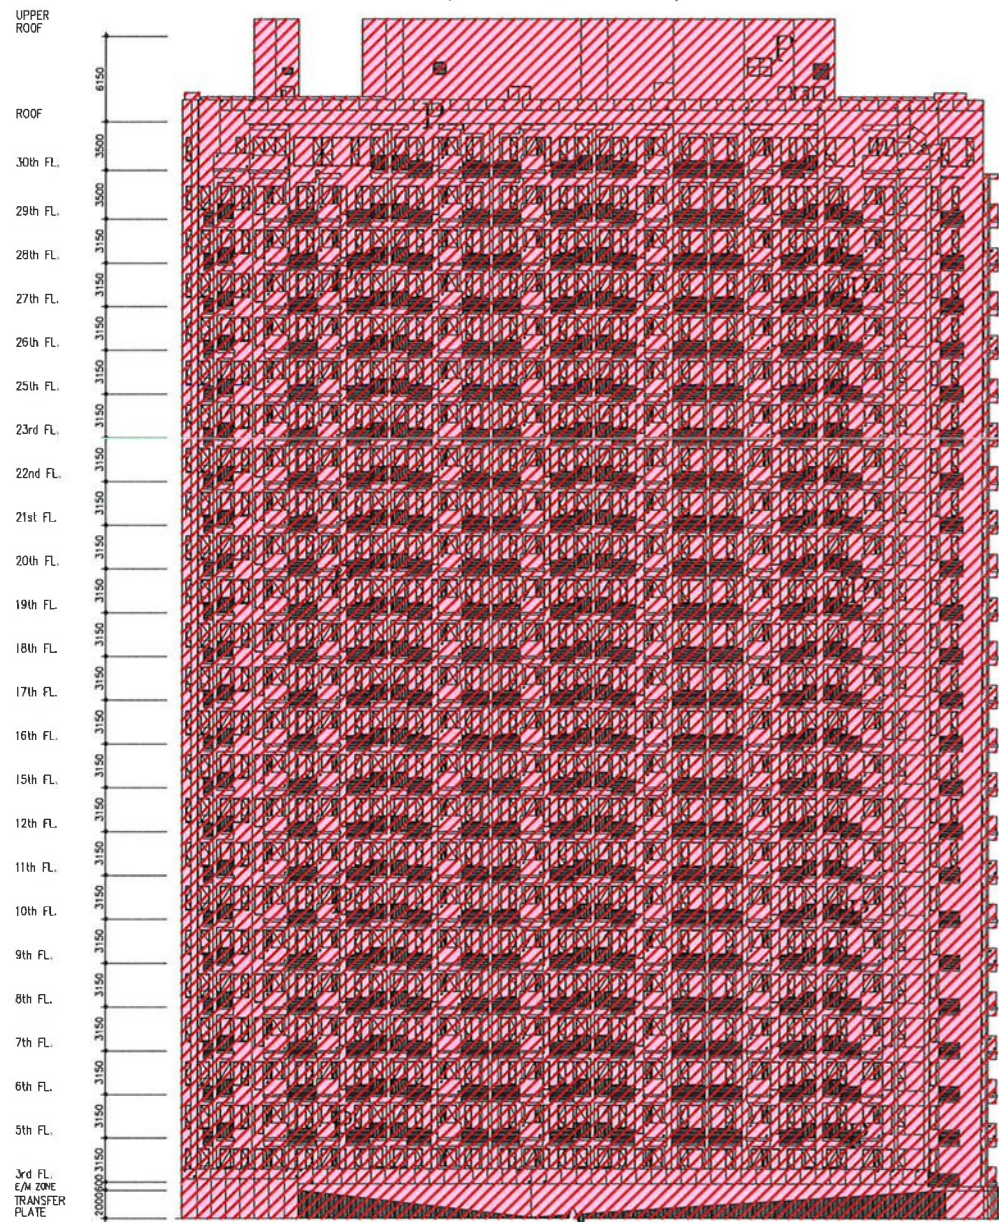 UPPER
ROOF
6150
ROOF
3500
30th FL.
3500
29th FL.
3150
28th FL.
3150
27th FL.
3150
26th FL.
3150
25th FL.
3150
23rd FL.
3150
22nd FL.
3150
21st FL.
3150
20th FL.
3150
19th FL.
3150
18th FL.
3150
17th FL.
3150
16th FL.
3150
15th FL.
3150
12th FL.
3150
11th FL.
3150
10th FL.
3150
9th FL.
3150
8th FL.
3150
7th FL.
3150
6th FL.
3150
5th FL.
3150
3rd FL.
600
E/M ZONE
2000
TRANSFER
PLATE